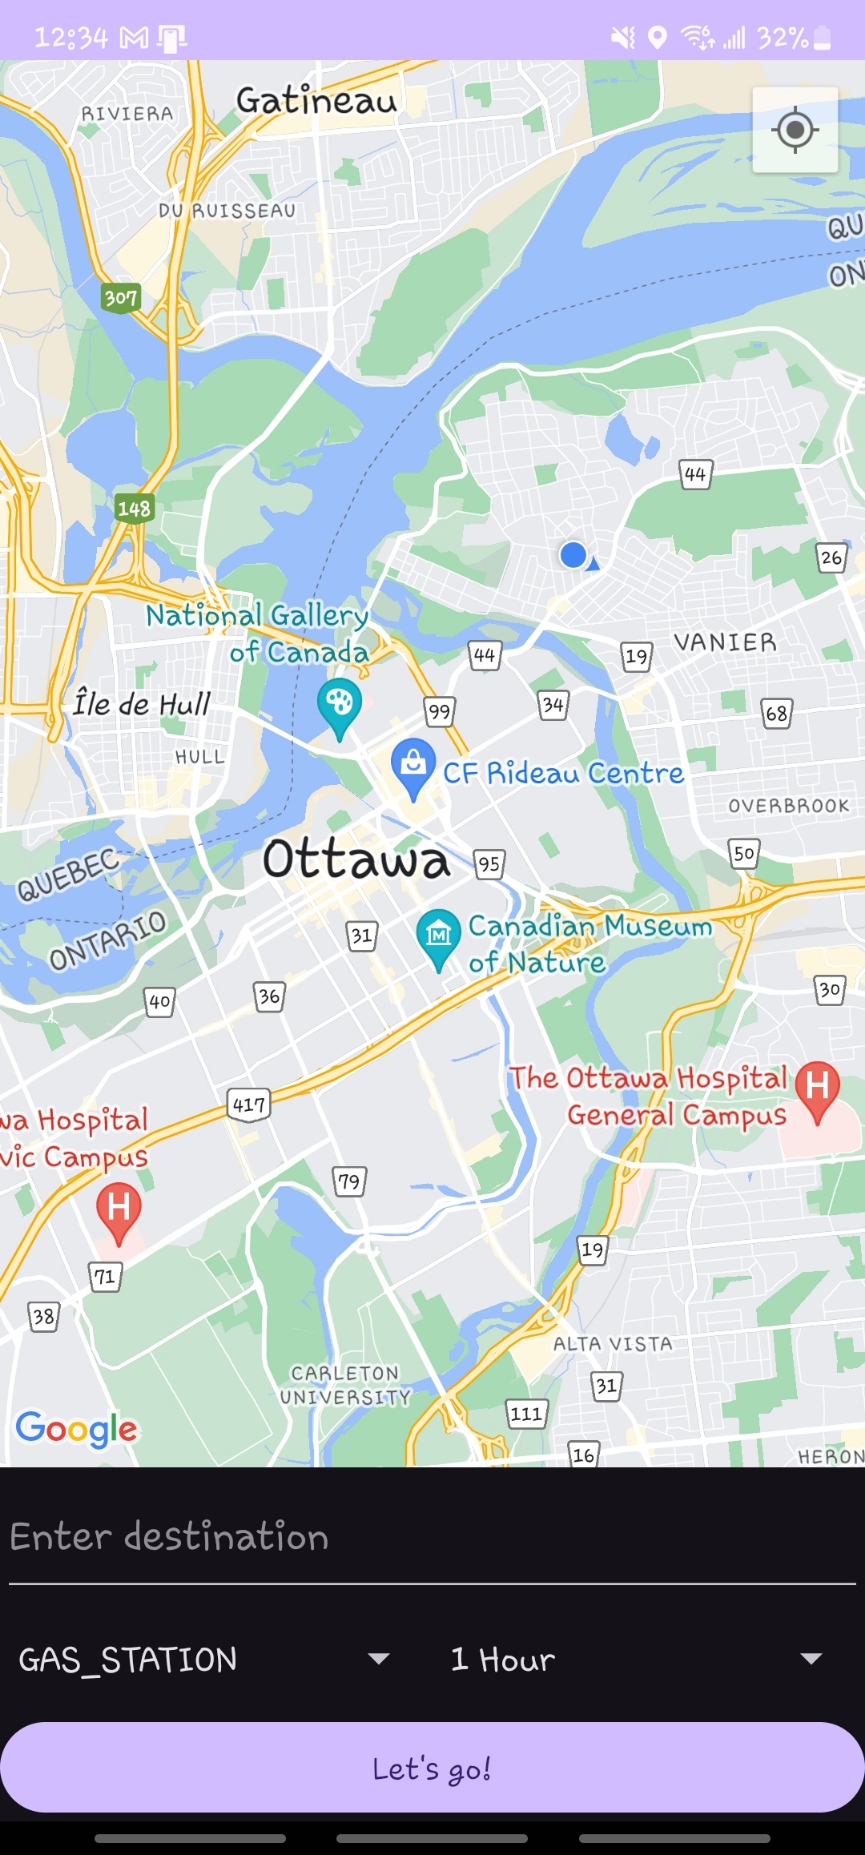 12:34
32%
Gatineau
RIVIERA
DU RUISSEAU
QU
ON
307
44
148
26
National Gallery
of Canada
44
19
VANIER
Île de Hull
99
34
68
HULL
CF Rideau Centre
OVERBROOK
Ottawa
95
50
QUEBEC
ONTARIO
31
Canadian Museum
of Nature
40
36
30
The Ottawa Hospital
General Campus
417
wa Hospital
vic Campus
H
H
79
71
19
38
ALTA VISTA
CARLETON
UNIVERSITY
31
111
Google
16
HERON
Enter destination
GAS_STATION
1 Hour
Let's go!